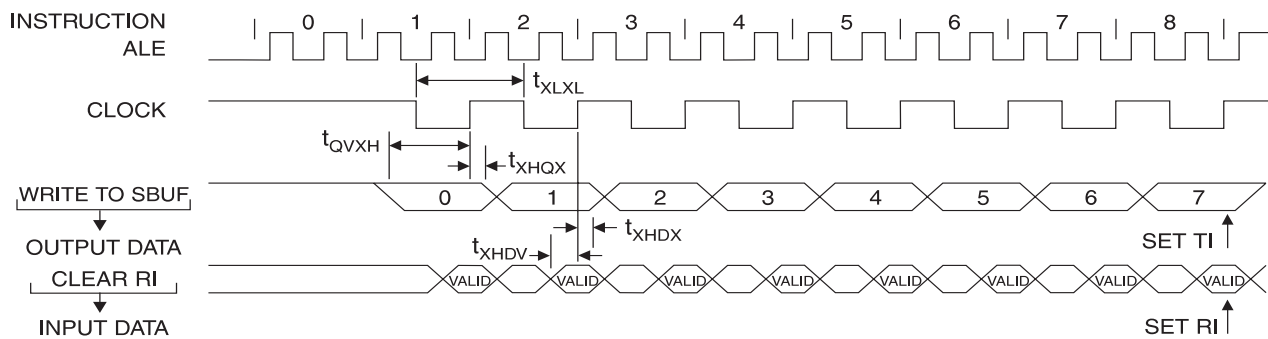 INSTRUCTION 0 1 2 3 4 5 6 7 8
ALE
tXLXL
CLOCK
tQVXH
tXHQX
WRITE TO SBUF 0 1 2 3 4 5 6 7
tXHDX
OUTPUT DATA
SET TI
tXHDV
CLEAR RI VALID VALID VALID VALID VALID VALID VALID VALID
INPUT DATA
SET RI